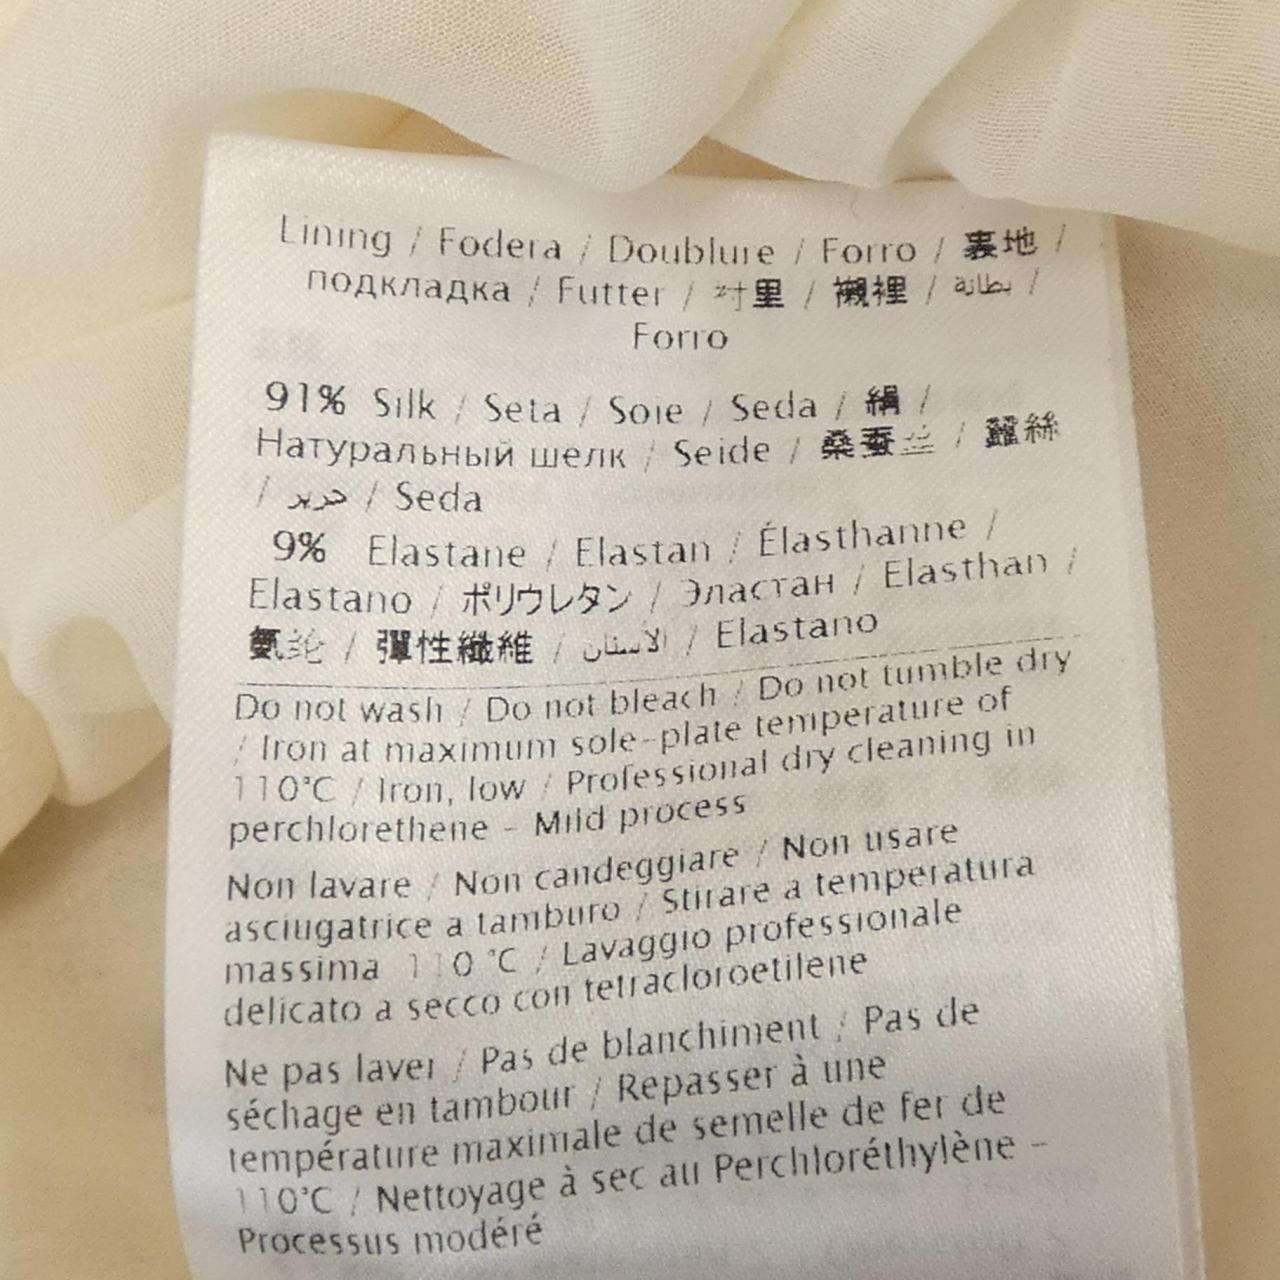 Lining / Fodera / Doublure / Forro / 裏地 /
подкладка / Futter / 衬里 / 襯裡 / بطانة /
Forro
91% Silk / Seta / Soie / Seda / 絹 /
Натуральный шелк / Seide / 桑蚕丝 / 蠶絲
/ حرير / Seda
9% Elastane / Elastan / Élasthanne /
Elastano / ポリウレタン / Эластан / Elasthan /
氨纶 / 彈性纖維 / الاستان / Elastano
Do not wash / Do not bleach / Do not tumble dry
/ Iron at maximum sole-plate temperature of
110°C / Iron, low / Professional dry cleaning in
perchlorethene - Mild process
Non lavare / Non candeggiare / Non usare
asciugatrice a tamburo / Stirare a temperatura
massima 110 °C / Lavaggio professionale
delicato a secco con tetracloroetilene
Ne pas laver / Pas de blanchiment / Pas de
séchage en tambour / Repasser à une
température maximale de semelle de fer de
110°C / Nettoyage à sec au Perchloréthylène -
Processus modéré